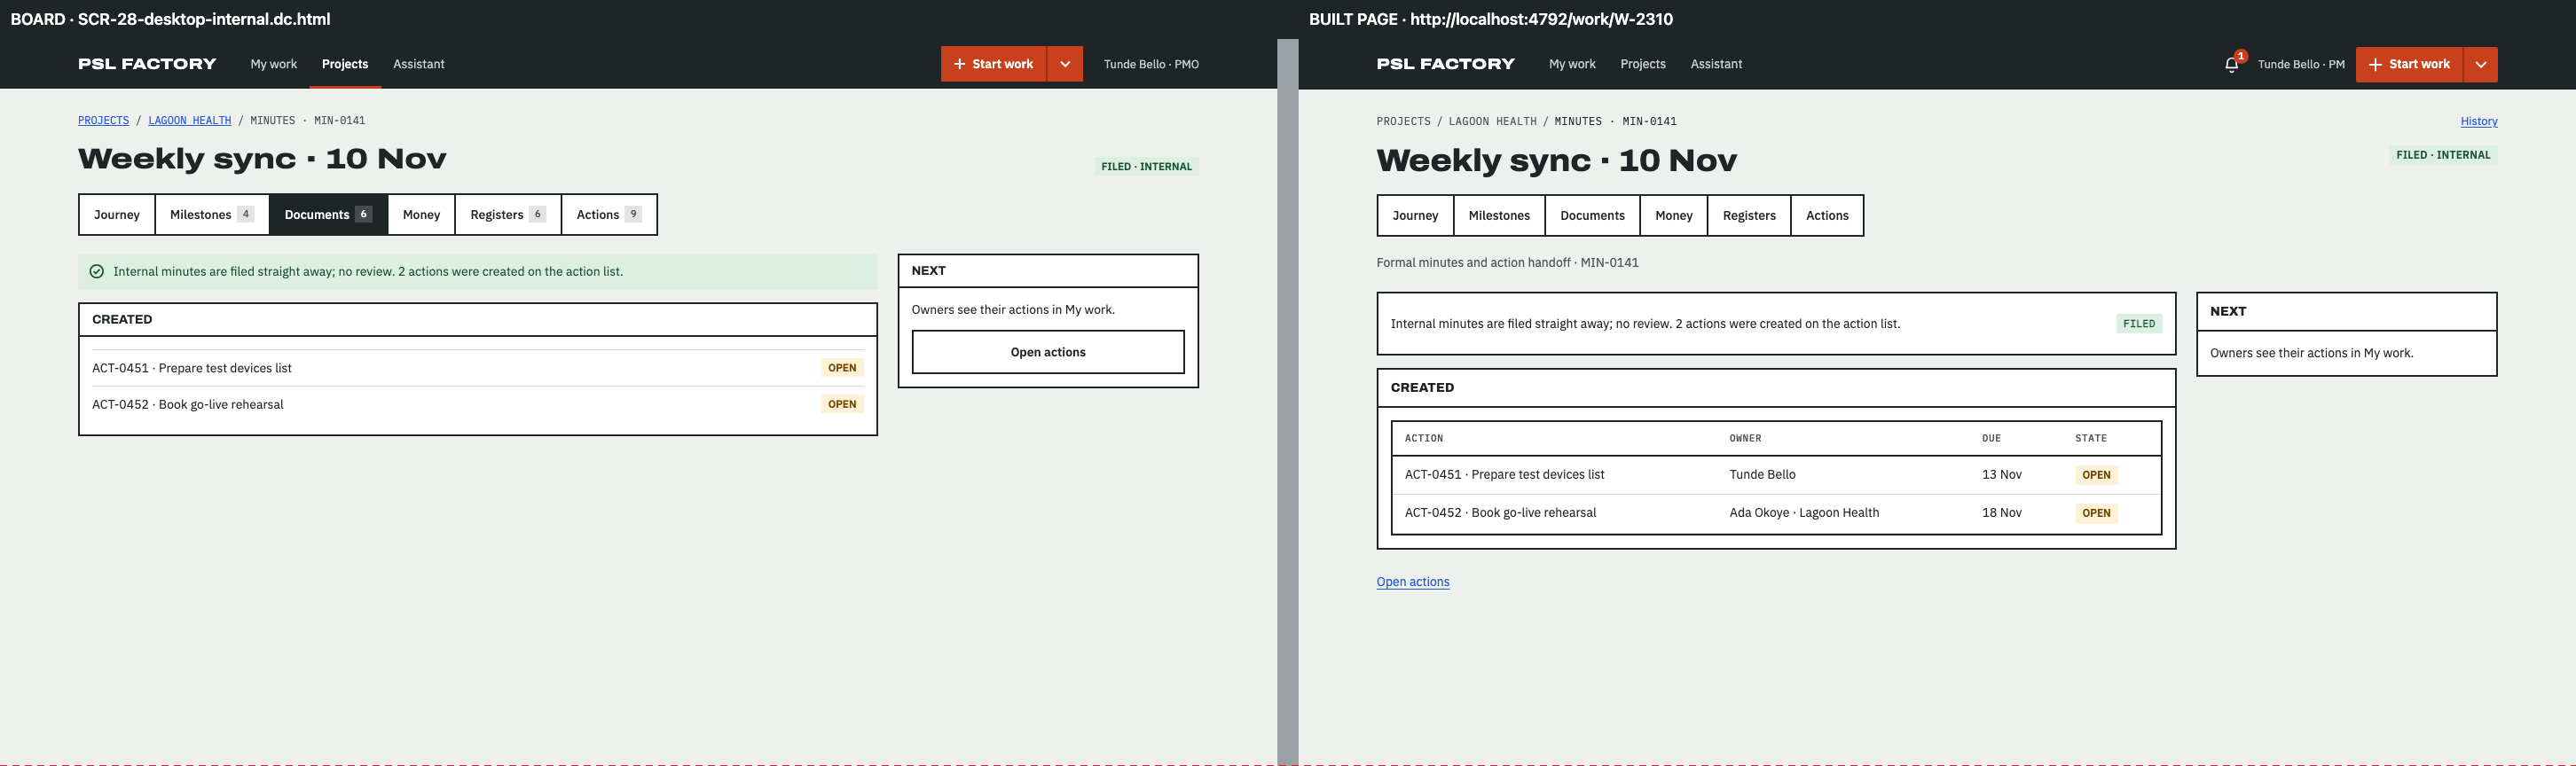 BOARD · SCR-28-desktop-internal.dc.html
PSL FACTORY My work Projects Assistant + Start work Tunde Bello · PMO
PROJECTS / LAGOON HEALTH / MINUTES · MIN-0141
Weekly sync · 10 Nov
FILED · INTERNAL
Journey Milestones 4 Documents 6 Money Registers 6 Actions 9
Internal minutes are filed straight away; no review. 2 actions were created on the action list.
CREATED
ACT-0451 · Prepare test devices list OPEN
ACT-0452 · Book go-live rehearsal OPEN
NEXT
Owners see their actions in My work.
Open actions
BUILT PAGE · http://localhost:4792/work/W-2310
PSL FACTORY My work Projects Assistant 1 Tunde Bello · PM + Start work
PROJECTS / LAGOON HEALTH / MINUTES · MIN-0141 History
Weekly sync · 10 Nov
FILED · INTERNAL
Journey Milestones Documents Money Registers Actions
Formal minutes and action handoff · MIN-0141
Internal minutes are filed straight away; no review. 2 actions were created on the action list. FILED
CREATED
ACTION OWNER DUE STATE
ACT-0451 · Prepare test devices list Tunde Bello 13 Nov OPEN
ACT-0452 · Book go-live rehearsal Ada Okoye · Lagoon Health 18 Nov OPEN
Open actions
NEXT
Owners see their actions in My work.